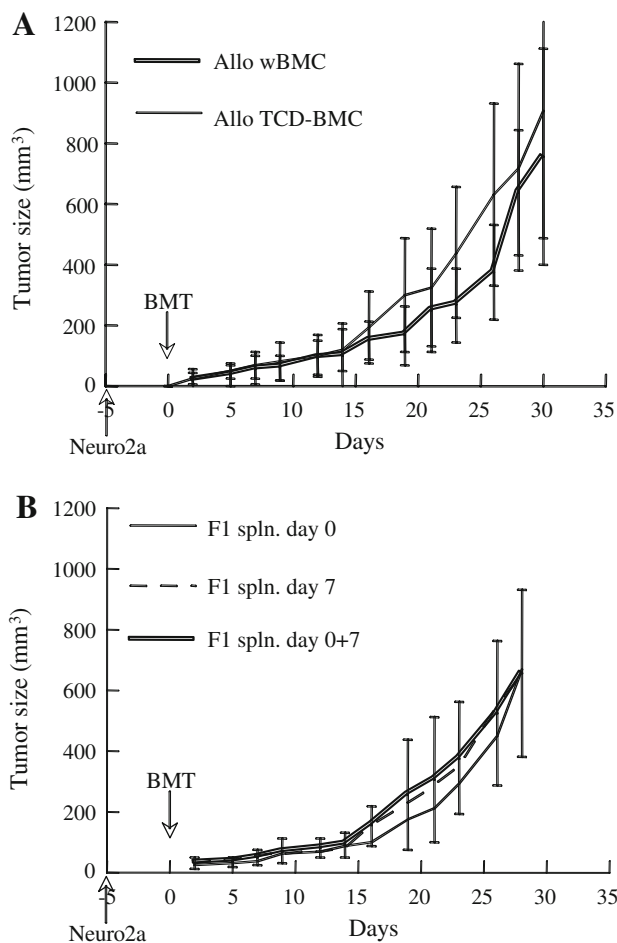 A
1200
1000
800
600
400
200
0
Tumor size (mm³)
Allo wBMC
Allo TCD-BMC
BMT
-5 0 5 10 15 20 25 30 35
Neuro2a
Days
B
1200
1000
800
600
400
200
0
Tumor size (mm³)
F1 spln. day 0
F1 spln. day 7
F1 spln. day 0+7
BMT
-5 0 5 10 15 20 25 30 35
Neuro2a
Days